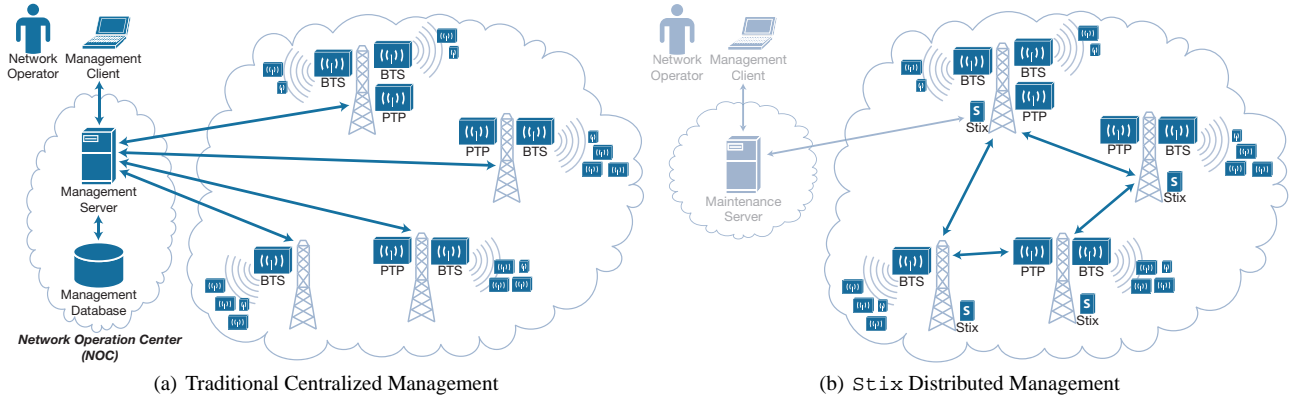 Network
Operator
Management
Client
Management
Server
Management
Database
Network Operation Center
(NOC)
BTS
BTS
PTP
PTP
BTS
BTS
PTP
BTS
(a) Traditional Centralized Management
Network
Operator
Management
Client
Maintenance
Server
BTS
BTS
PTP
S
Stix
PTP
BTS
S
Stix
BTS
S
Stix
PTP
BTS
S
Stix
(b) Stix Distributed Management